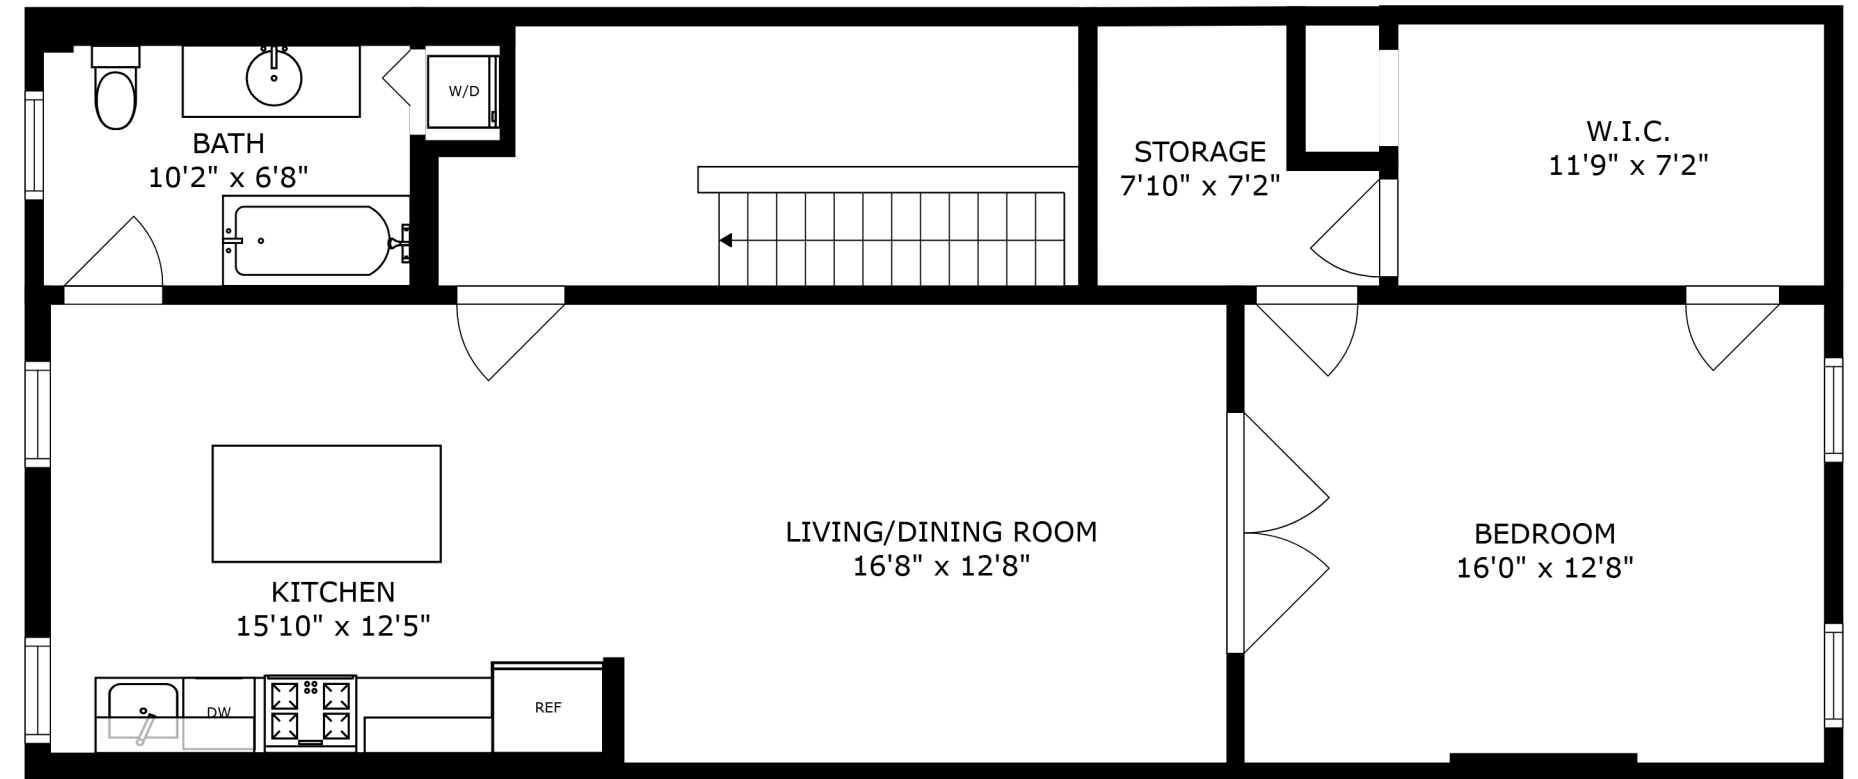 W/D
BATH
10'2" x 6'8"
STORAGE
7'10" x 7'2"
W.I.C.
11'9" x 7'2"
LIVING/DINING ROOM
16'8" x 12'8"
BEDROOM
16'0" x 12'8"
KITCHEN
15'10" x 12'5"
DW
REF